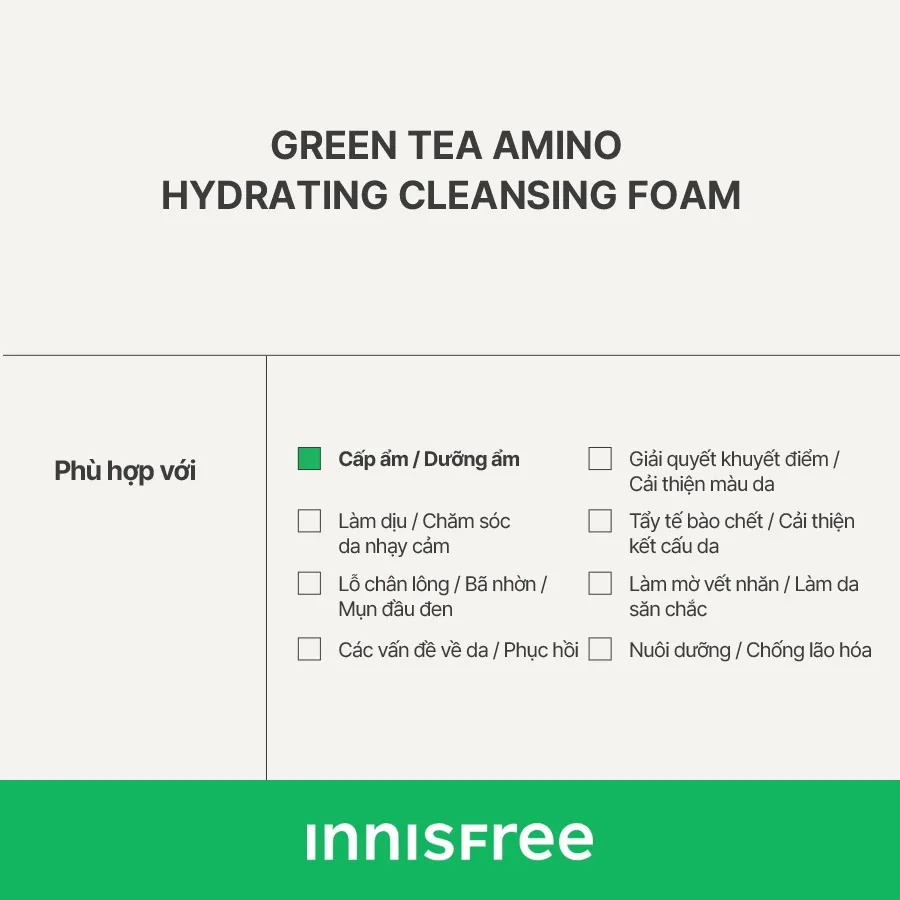 GREEN TEA AMINO
HYDRATING CLEANSING FOAM
Phù hợp với
Cấp ẩm / Dưỡng ẩm
Giải quyết khuyết điểm /
Cải thiện màu da
Làm dịu / Chăm sóc
da nhạy cảm
Tẩy tế bào chết / Cải thiện
kết cấu da
Lỗ chân lông / Bã nhờn /
Mụn đầu đen
Làm mờ vết nhăn / Làm da
săn chắc
Các vấn đề về da / Phục hồi
Nuôi dưỡng / Chống lão hóa
innisfree